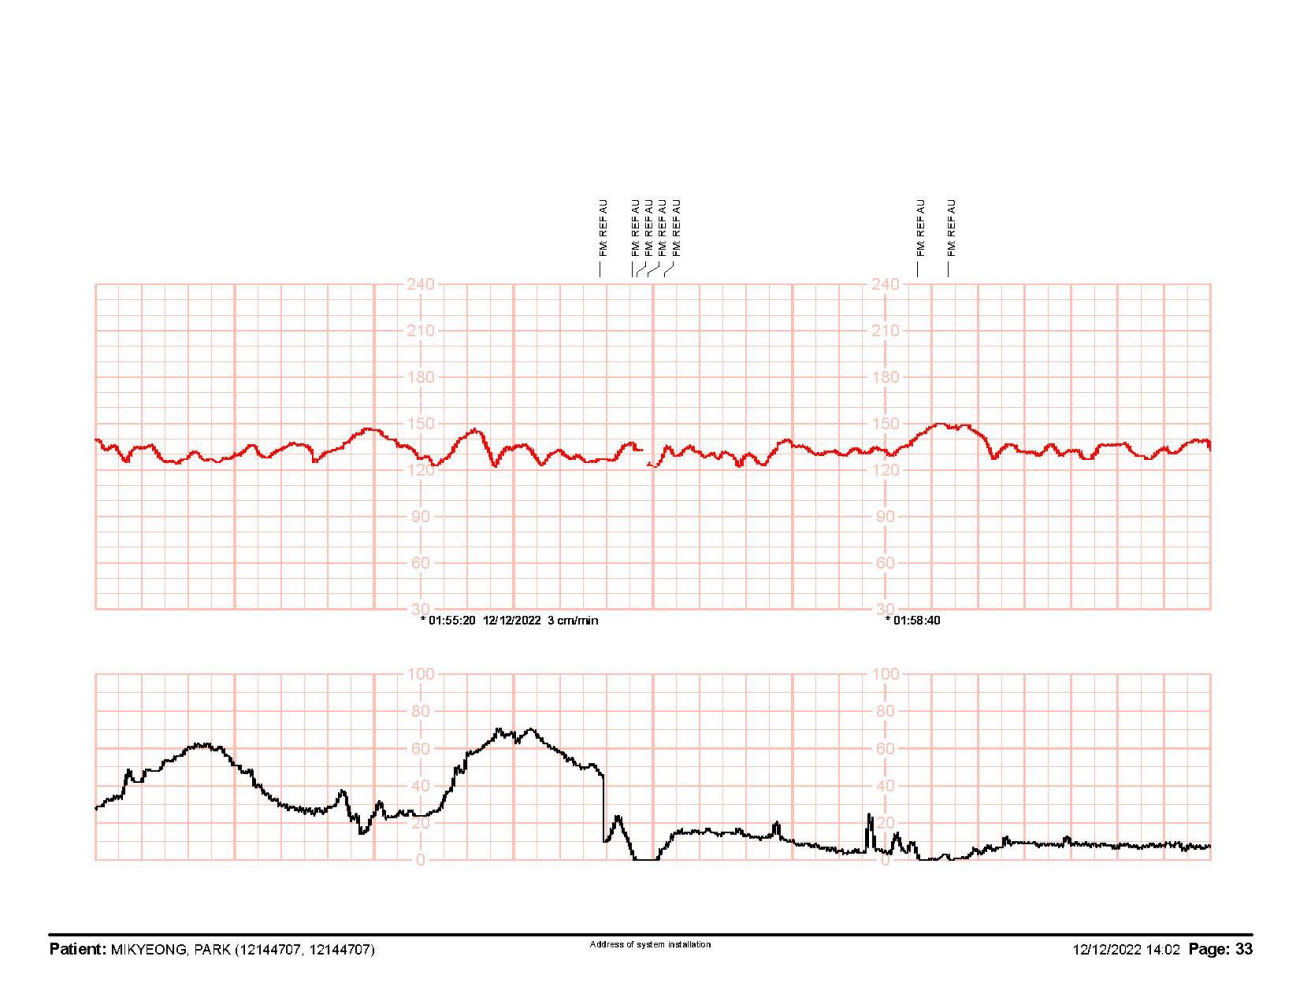 FM: REF AU
FM: REF AU
FM: REF AU
FM: REF AU
FM: REF AU
FM: REF AU
FM: REF AU
240 240
210 210
180 180
150 150
120 120
90 90
60 60
30 30
* 01:55:20 12/12/2022 3 cm/min * 01:58:40
100 100
80 80
60 60
40 40
20 20
0 0
Patient: MIKYEONG, PARK (12144707, 12144707) Address of system installation 12/12/2022 14:02 Page: 33